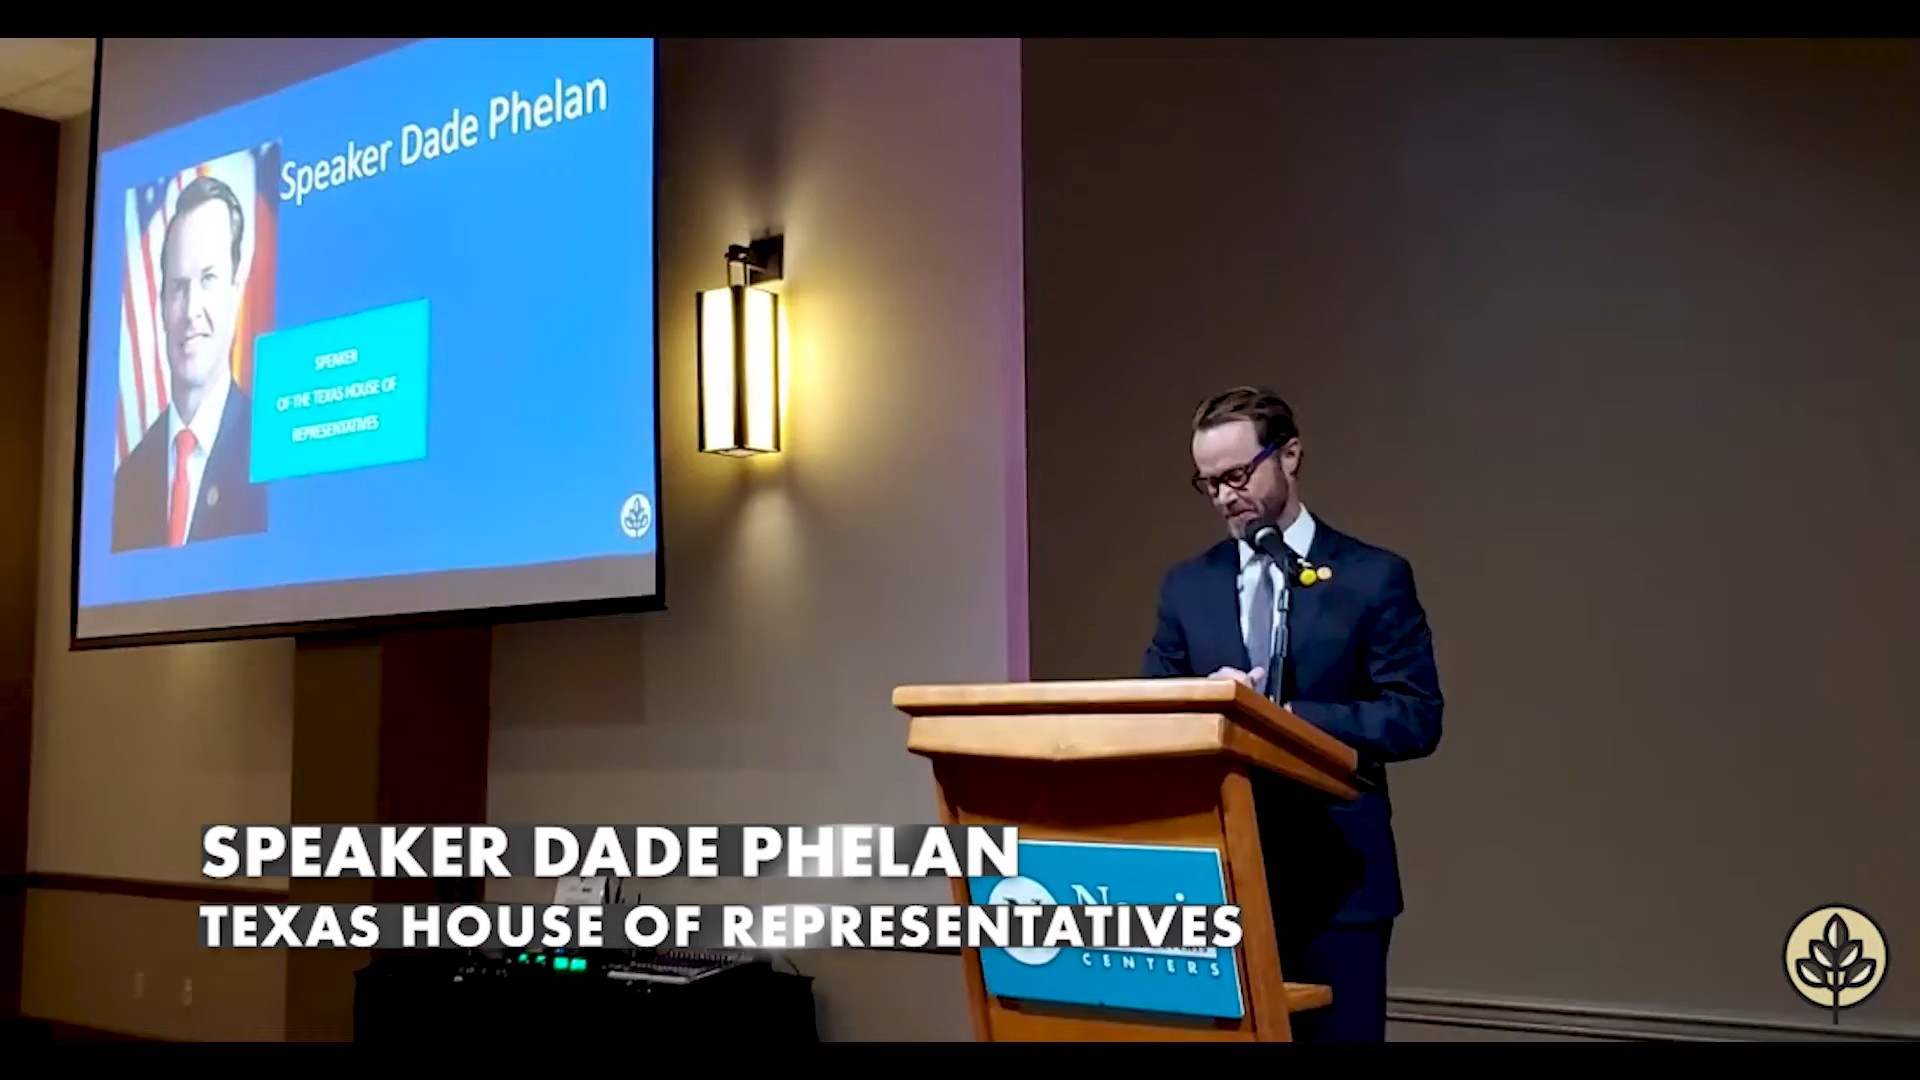 Speaker Dade Phelan
SPEAKER
OF THE TEXAS HOUSE OF
REPRESENTATIVES
SPEAKER DADE PHELAN
TEXAS HOUSE OF REPRESENTATIVES
CENTERS